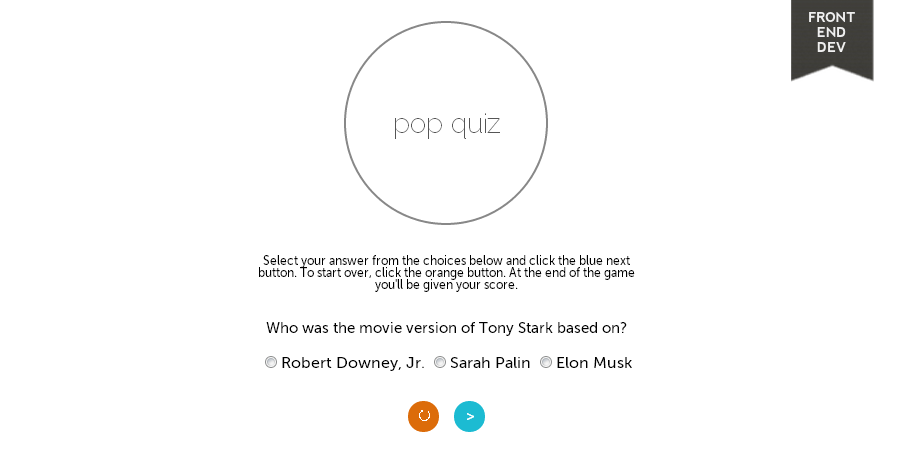 FRONT
END
DEV
pop quiz
Select your answer from the choices below and click the blue next
button. To start over, click the orange button. At the end of the game
you'll be given your score.
Who was the movie version of Tony Stark based on?
Robert Downey, Jr. Sarah Palin Elon Musk
>